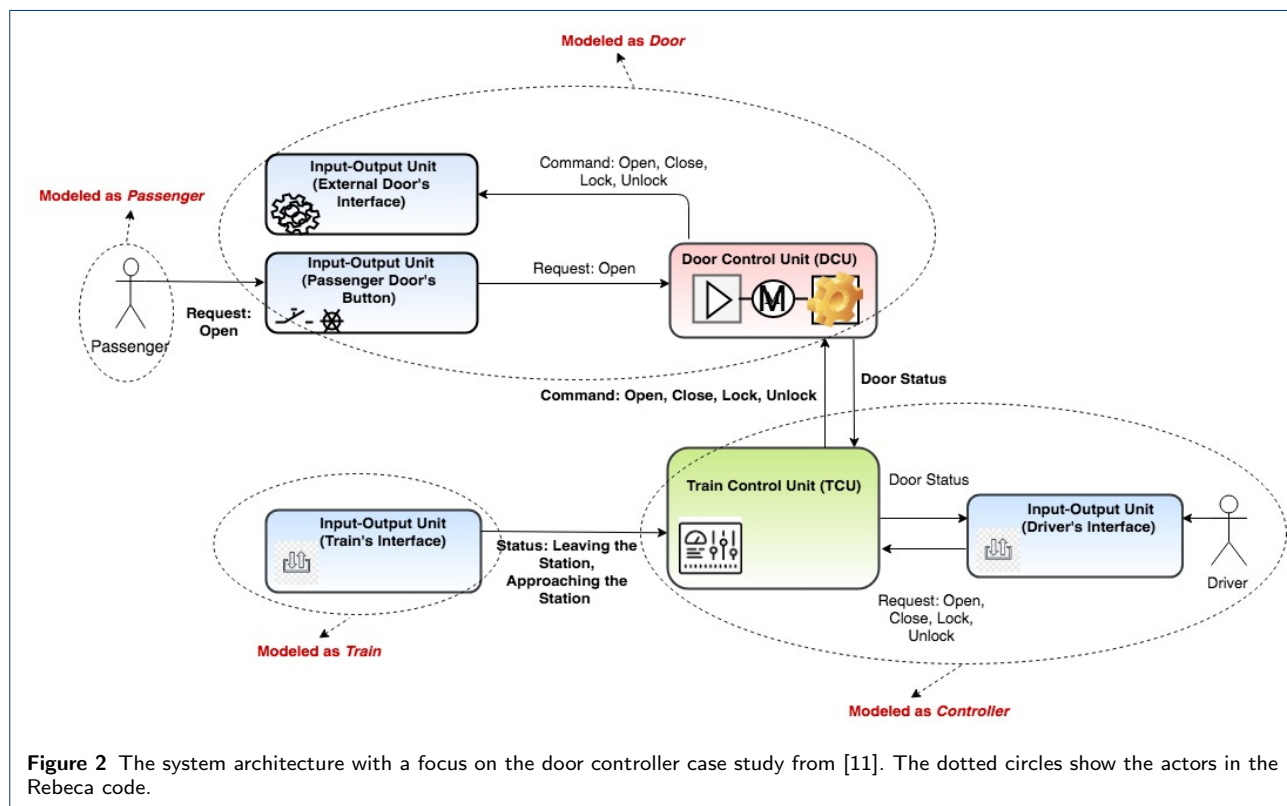 Modeled as Door
Input-Output Unit
(External Door's
Interface)
Command: Open, Close,
Lock, Unlock
Modeled as Passenger
Input-Output Unit
(Passenger Door's
Button)
Request: Open
Door Control Unit (DCU)
M
Request:
Open
Passenger
Command: Open, Close, Lock, Unlock
Door Status
Train Control Unit (TCU)
Door Status
Input-Output Unit
(Driver's Interface)
Driver
Input-Output Unit
(Train's Interface)
Status: Leaving the
Station,
Approaching the
Station
Request: Open,
Close, Lock,
Unlock
Modeled as Train
Modeled as Controller
Figure 2 The system architecture with a focus on the door controller case study from [11]. The dotted circles show the actors in the
Rebeca code.